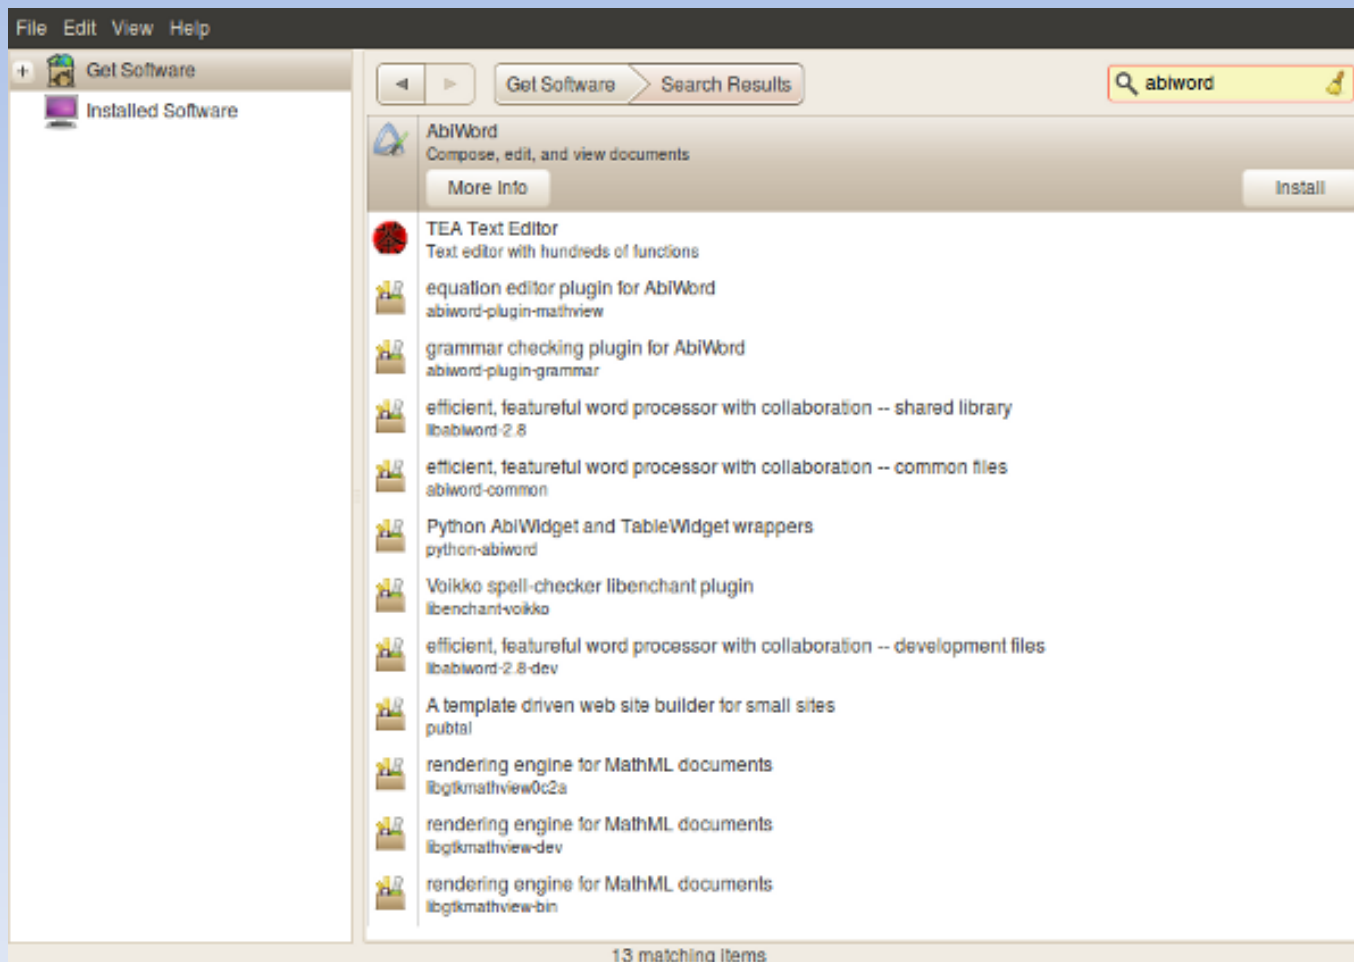 File Edit View Help
Get Software
Installed Software
Get Software Search Results
abiword
AbiWord
Compose, edit, and view documents
More Info
Install
TEA Text Editor
Text editor with hundreds of functions
equation editor plugin for AbiWord
abiword-plugin-mathview
grammar checking plugin for AbiWord
abiword-plugin-grammar
efficient, featureful word processor with collaboration -- shared library
libabiword-2.8
efficient, featureful word processor with collaboration -- common files
abiword-common
Python AbiWidget and TableWidget wrappers
python-abiword
Voikko spell-checker libenchant plugin
libenchant-voikko
efficient, featureful word processor with collaboration -- development files
libabiword-2.8-dev
A template driven web site builder for small sites
pubtal
rendering engine for MathML documents
libgtkmathview0c2a
rendering engine for MathML documents
libgtkmathview-dev
rendering engine for MathML documents
libgtkmathview-bin
13 matching items